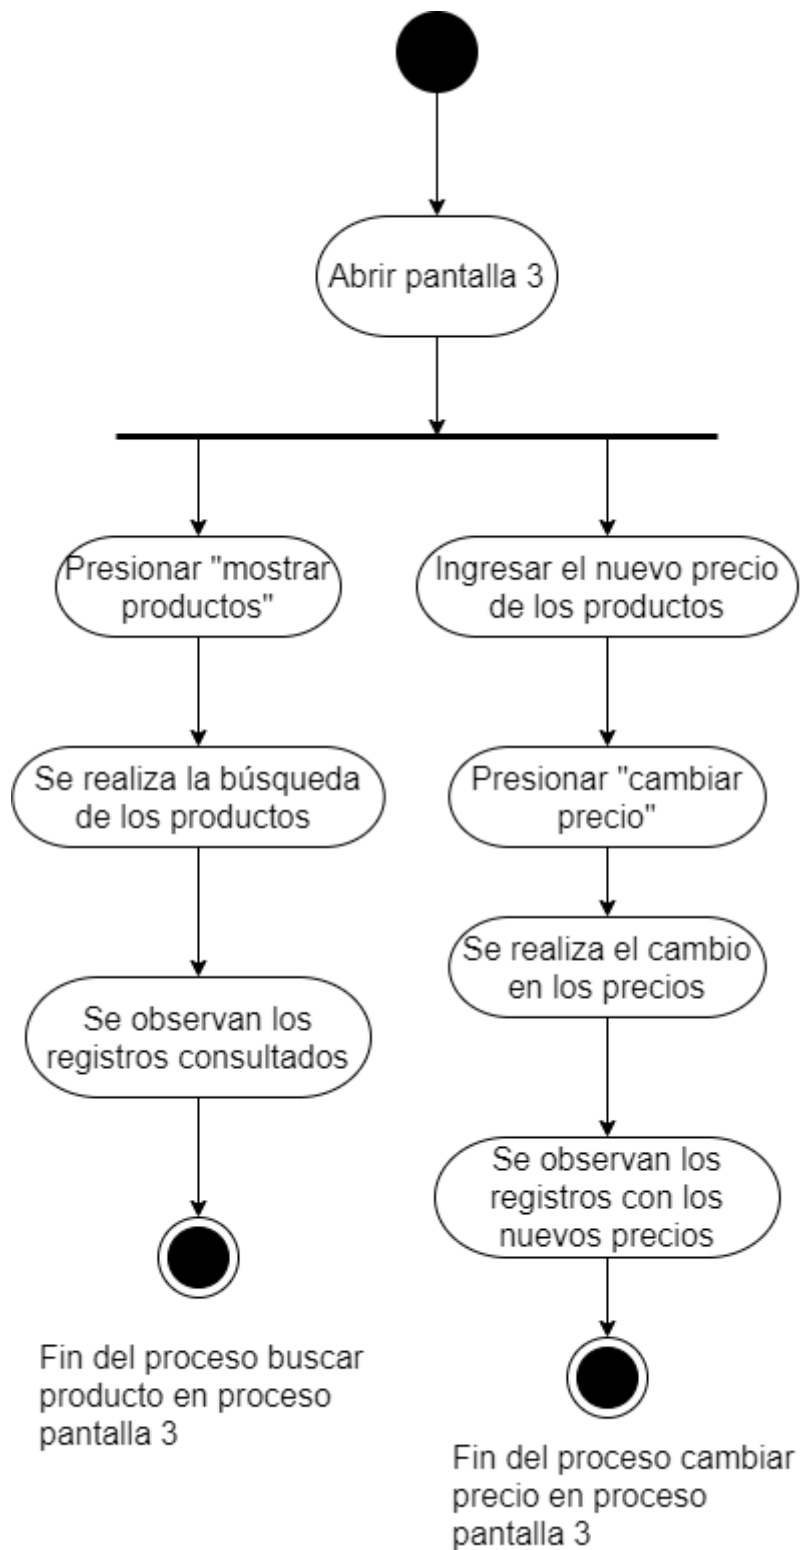 Abrir pantalla 3
Presionar "mostrar
productos"
Se realiza la búsqueda
de los productos
Se observan los
registros consultados
Fin del proceso buscar
producto en proceso
pantalla 3
Ingresar el nuevo precio
de los productos
Presionar "cambiar
precio"
Se realiza el cambio
en los precios
Se observan los
registros con los
nuevos precios
Fin del proceso cambiar
precio en proceso
pantalla 3